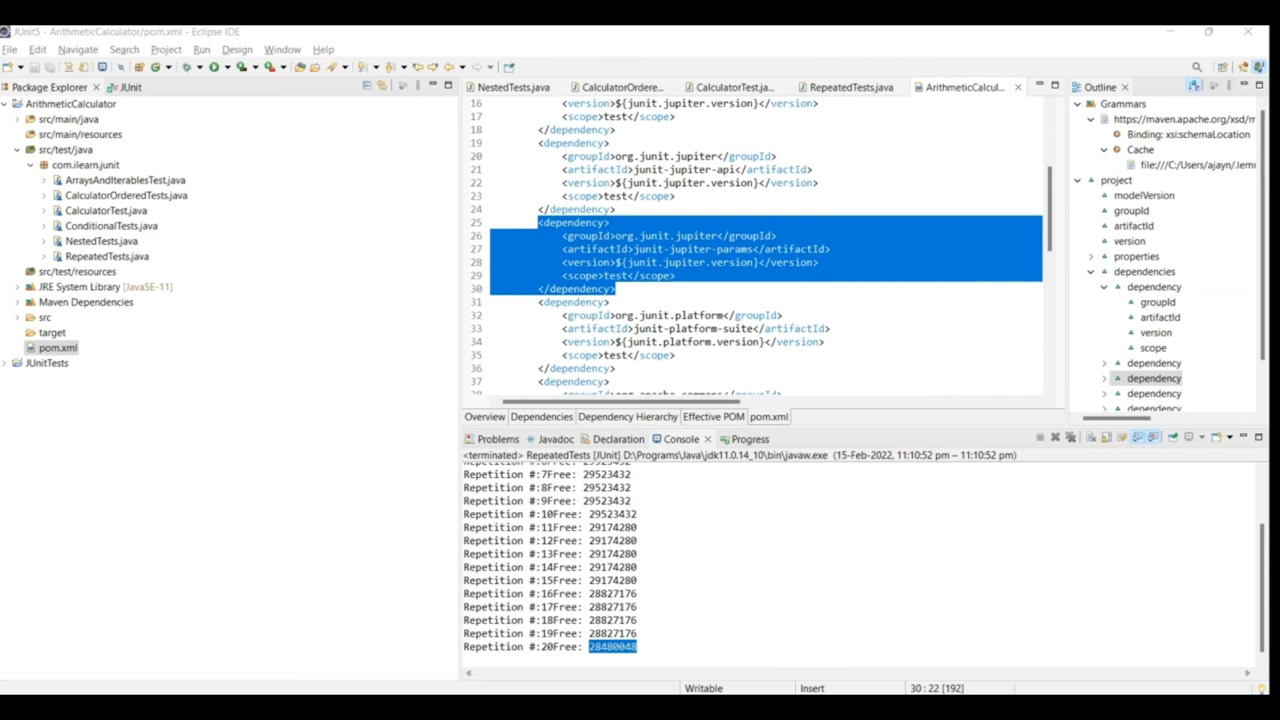 JUnit5 - ArithmeticCalculator/pom.xml - Eclipse IDE
File Edit Navigate Search Project Run Design Window Help
Package Explorer
JUnit
ArithmeticCalculator
src/main/java
src/main/resources
src/test/java
com.ilearn.junit
ArraysAndIterablesTest.java
CalculatorOrderedTests.java
CalculatorTest.java
ConditionalTests.java
NestedTests.java
RepeatedTests.java
src/test/resources
JRE System Library [JavaSE-11]
Maven Dependencies
src
target
pom.xml
JUnitTests
NestedTests.java CalculatorOrdere... CalculatorTest.ja... RepeatedTests.java ArithmeticCalcul...
16 <version>${junit.jupiter.version}</version>
17 <scope>test</scope>
18 </dependency>
19 <dependency>
20 <groupId>org.junit.jupiter</groupId>
21 <artifactId>junit-jupiter-api</artifactId>
22 <version>${junit.jupiter.version}</version>
23 <scope>test</scope>
24 </dependency>
25 <dependency>
26 <groupId>org.junit.jupiter</groupId>
27 <artifactId>junit-jupiter-params</artifactId>
28 <version>${junit.jupiter.version}</version>
29 <scope>test</scope>
30 </dependency>
31 <dependency>
32 <groupId>org.junit.platform</groupId>
33 <artifactId>junit-platform-suite</artifactId>
34 <version>${junit.platform.version}</version>
35 <scope>test</scope>
36 </dependency>
37 <dependency>
Overview Dependencies Dependency Hierarchy Effective POM pom.xml
Outline
Grammars
https://maven.apache.org/xsd/m
Binding: xsi:schemaLocation
Cache
file:///C:/Users/ajayn/.lemm
project
modelVersion
groupId
artifactId
version
properties
dependencies
dependency
groupId
artifactId
version
scope
dependency
dependency
dependency
dependency
Problems Javadoc Declaration Console Progress
<terminated> RepeatedTests [JUnit] D:\Programs\Java\jdk11.0.14_10\bin\javaw.exe (15-Feb-2022, 11:10:52 pm – 11:10:52 pm)
Repetition #:7Free: 29523432
Repetition #:8Free: 29523432
Repetition #:9Free: 29523432
Repetition #:10Free: 29523432
Repetition #:11Free: 29174280
Repetition #:12Free: 29174280
Repetition #:13Free: 29174280
Repetition #:14Free: 29174280
Repetition #:15Free: 29174280
Repetition #:16Free: 28827176
Repetition #:17Free: 28827176
Repetition #:18Free: 28827176
Repetition #:19Free: 28827176
Repetition #:20Free: 28480048
Writable Insert 30 : 22 [192]